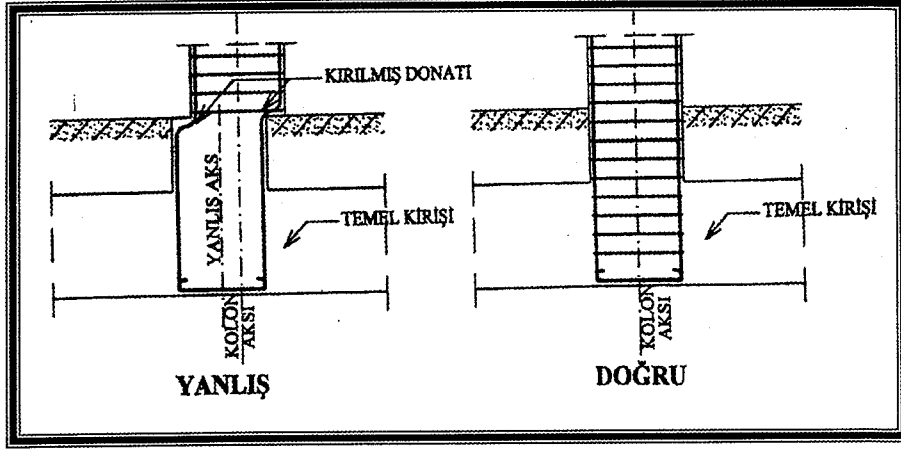 KIRILMIŞ DONATI
YANLIŞ AKS
TEMEL KİRİŞİ
KOLON
AKSI
YANLIŞ
TEMEL KİRİŞİ
KOLON
AKSI
DOĞRU